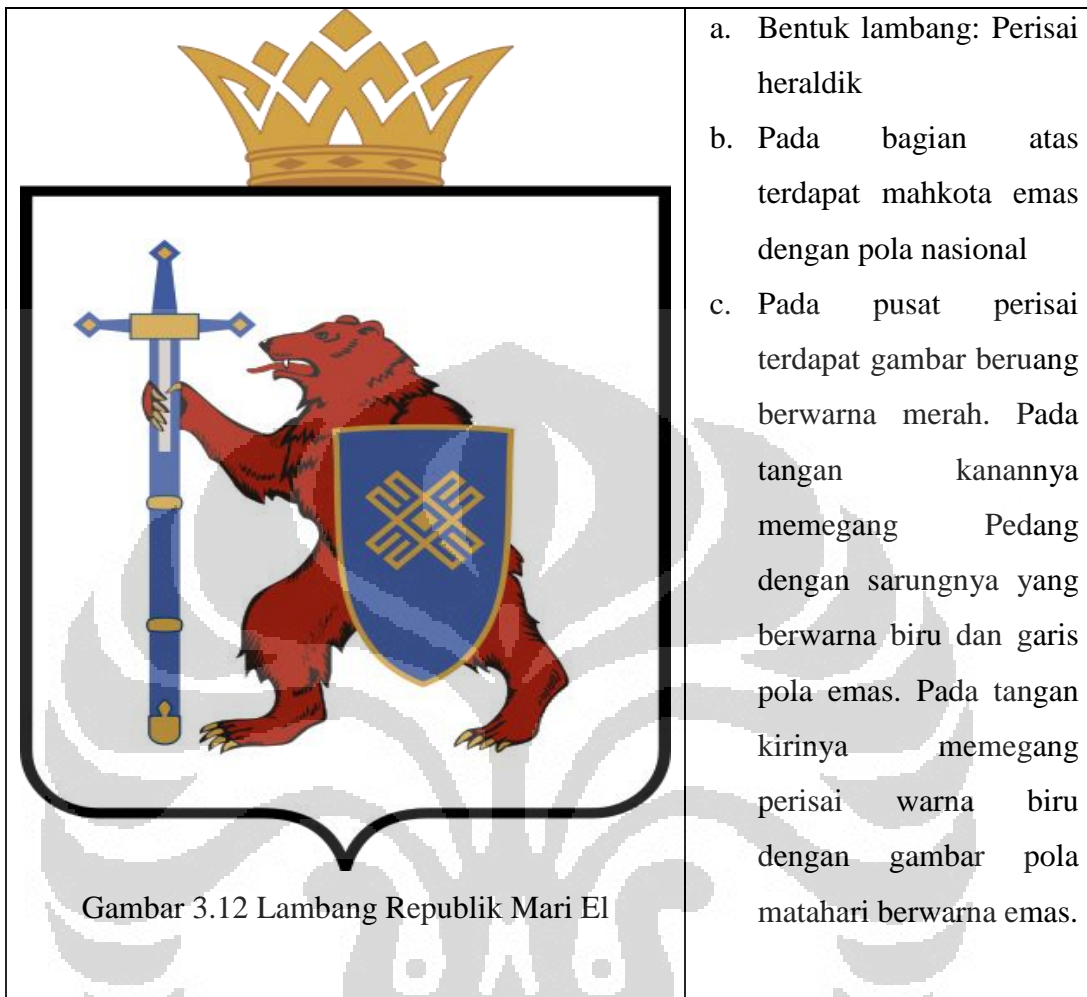 a. Bentuk lambang: Perisai
heraldik
b. Pada bagian atas
terdapat mahkota emas
dengan pola nasional
c. Pada pusat perisai
terdapat gambar beruang
berwarna merah. Pada
tangan kanannya
memegang Pedang
dengan sarungnya yang
berwarna biru dan garis
pola emas. Pada tangan
kirinya memegang
perisai warna biru
dengan gambar pola
matahari berwarna emas.
Gambar 3.12 Lambang Republik Mari El